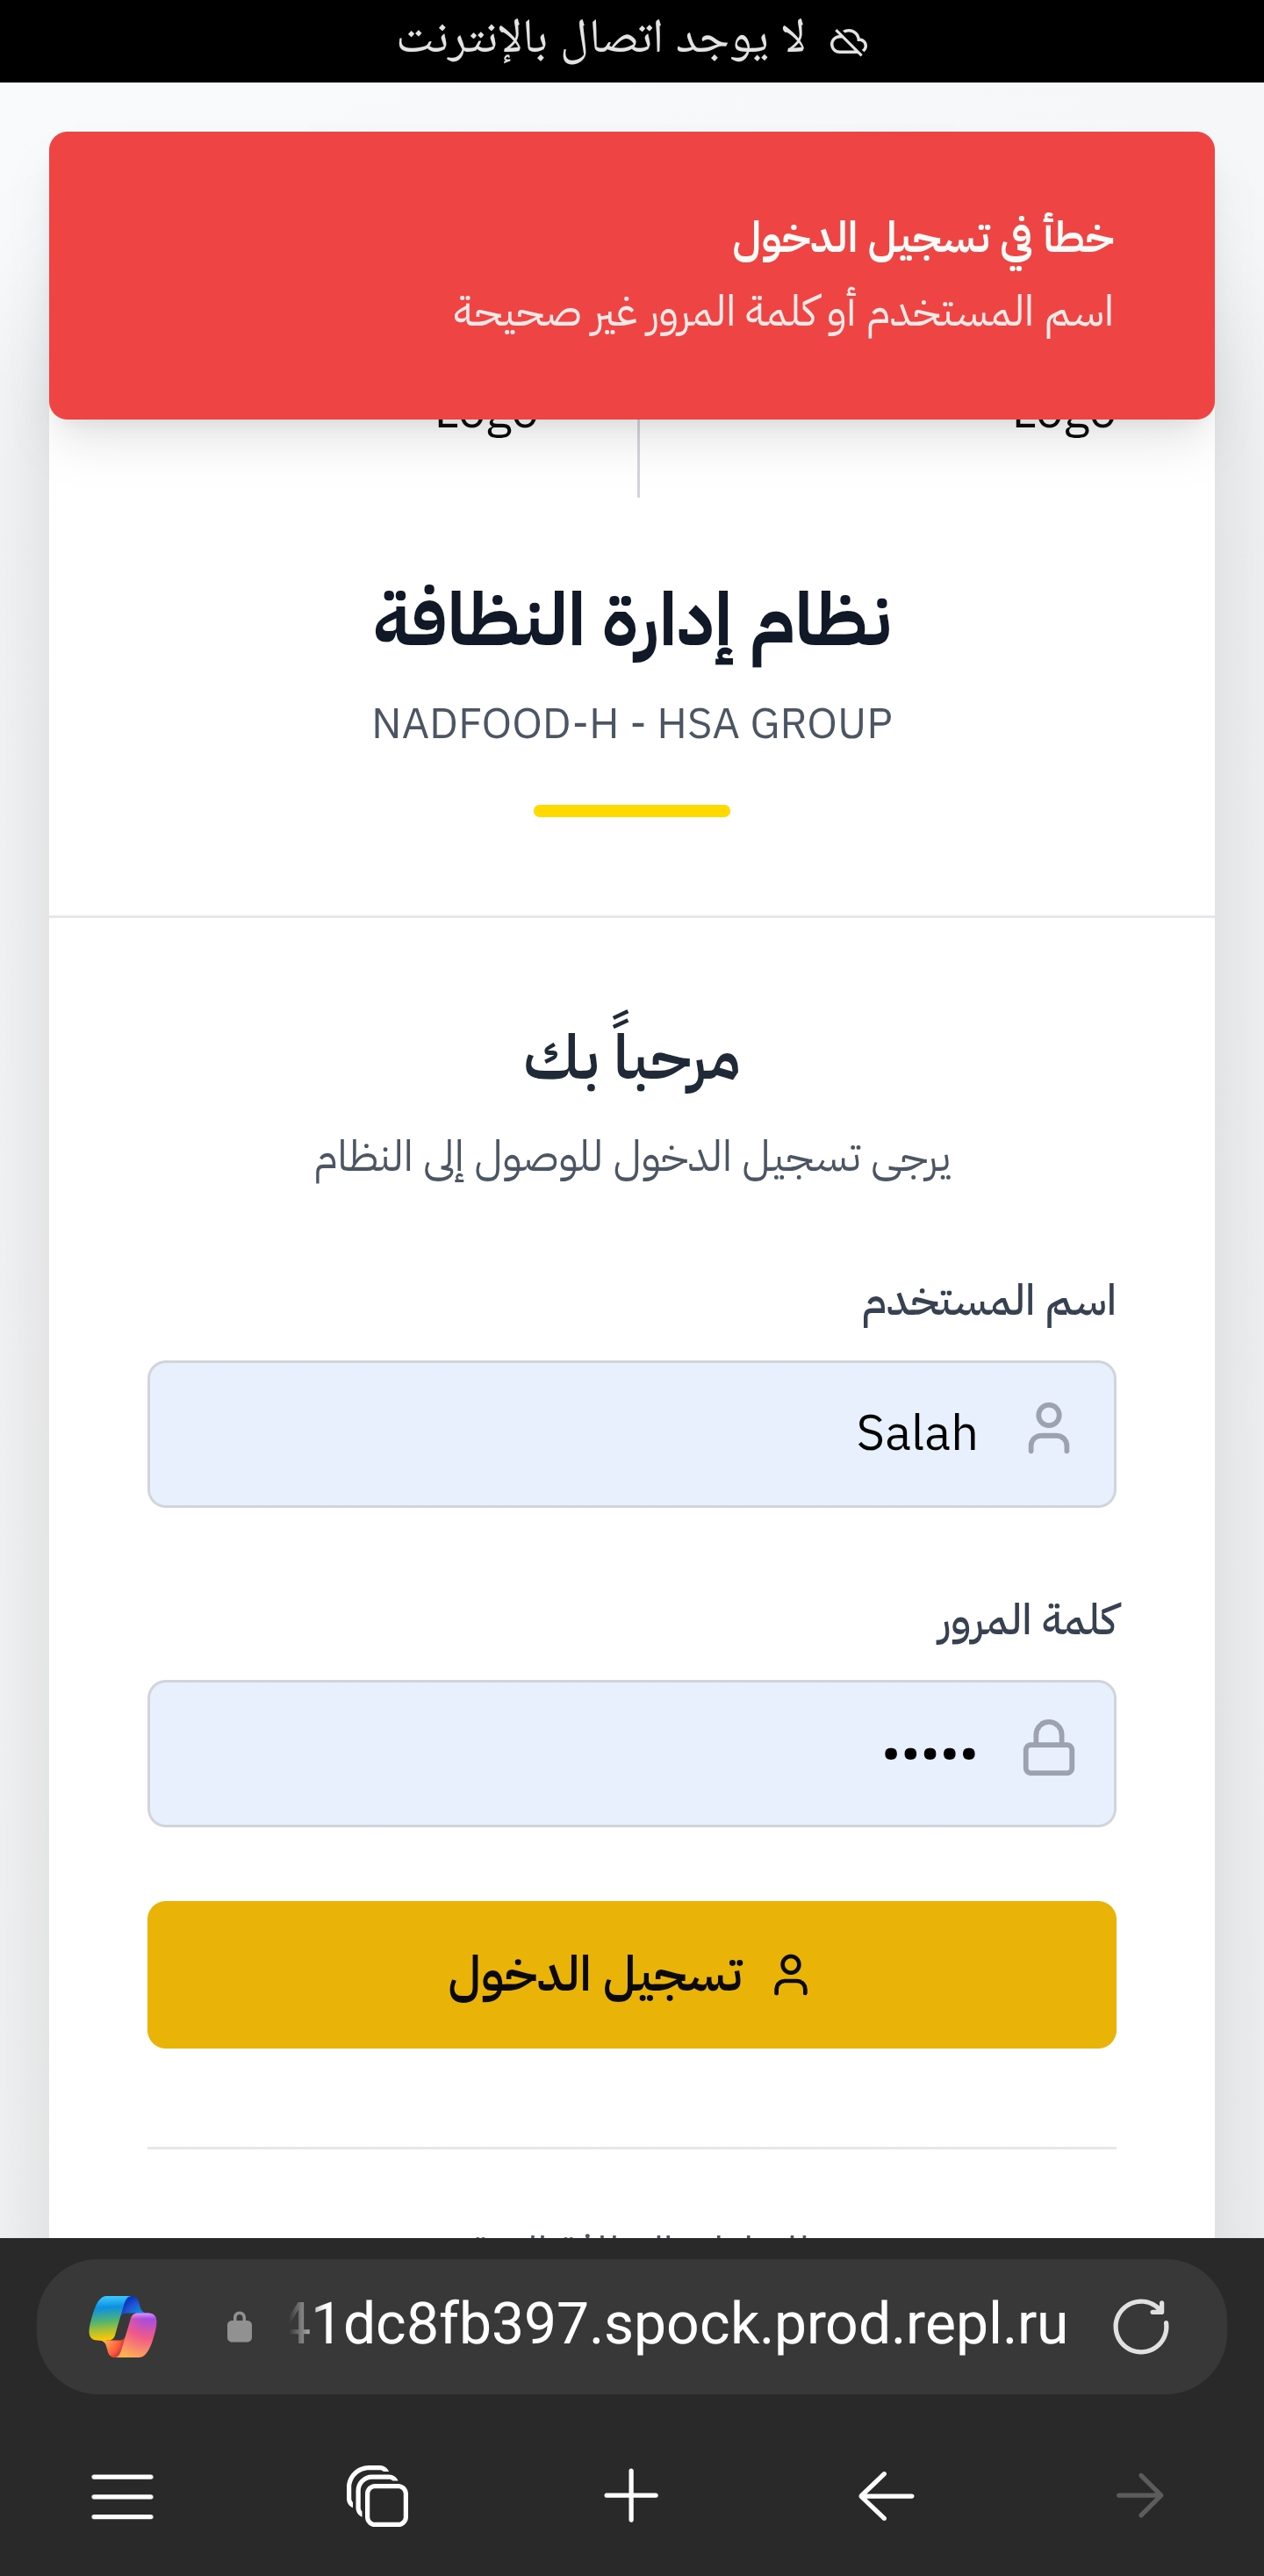 لا يوجد اتصال بالإنترنت
خطأ في تسجيل الدخول
اسم المستخدم أو كلمة المرور غير صحيحة
Logo Logo
نظام إدارة النظافة
NADFOOD-H - HSA GROUP
مرحباً بك
يرجى تسجيل الدخول للوصول إلى النظام
اسم المستخدم
Salah
كلمة المرور
•••••
تسجيل الدخول
41dc8fb397.spock.prod.repl.ru